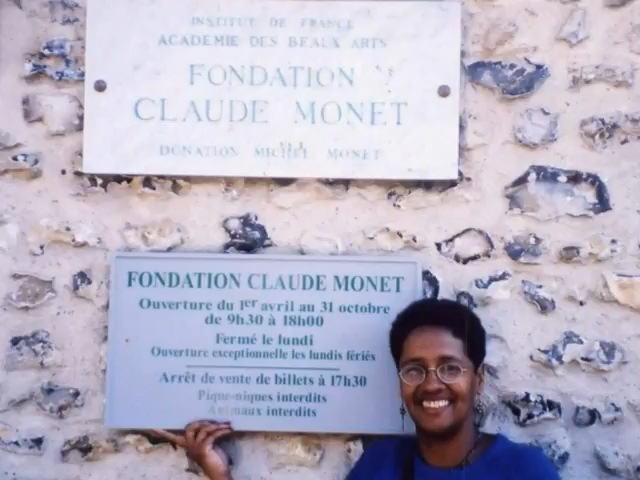 INSTITUT DE FRANCE
ACADEMIE DES BEAUX ARTS
FONDATION
CLAUDE MONET
DONATION MICHEL MONET
FONDATION CLAUDE MONET
Ouverture du 1er avril au 31 octobre
de 9h30 à 18h00
Fermé le lundi
Ouverture exceptionnelle les lundis fériés
Arrêt de vente de billets à 17h30
Pique-niques interdits
Animaux interdits